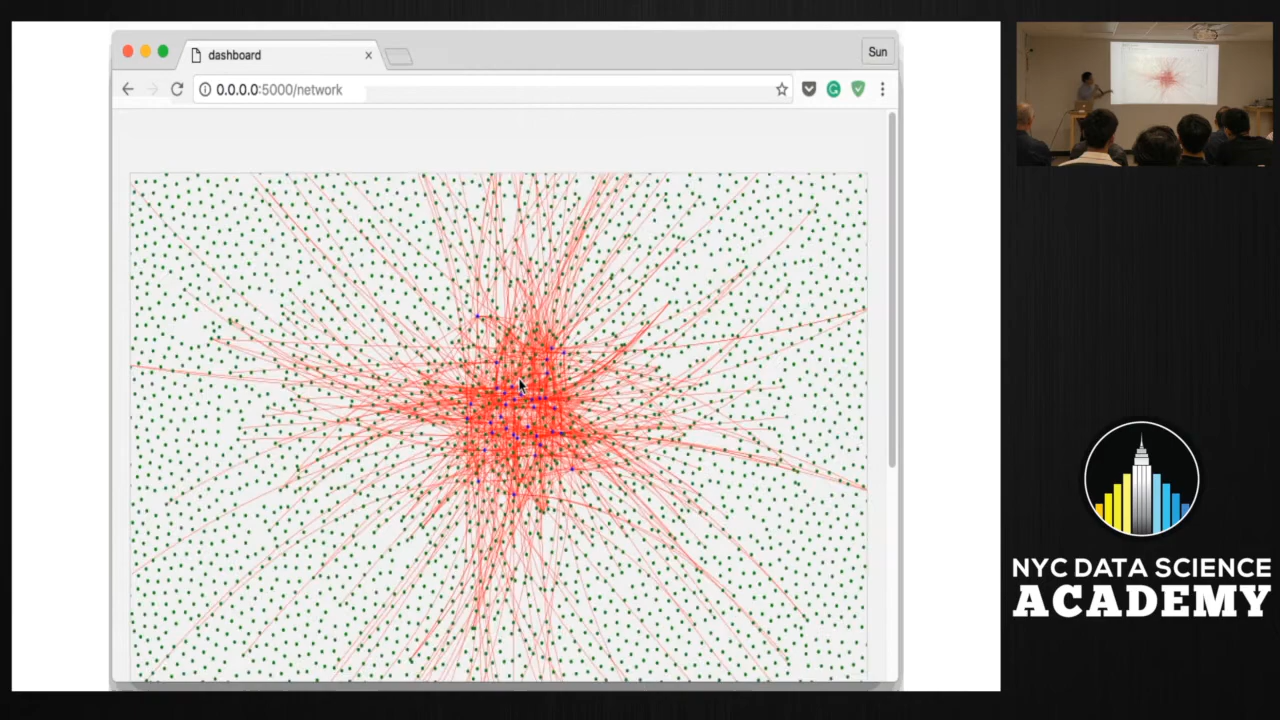 dashboard
Sun
0.0.0.0:5000/network
NYC DATA SCIENCE
ACADEMY